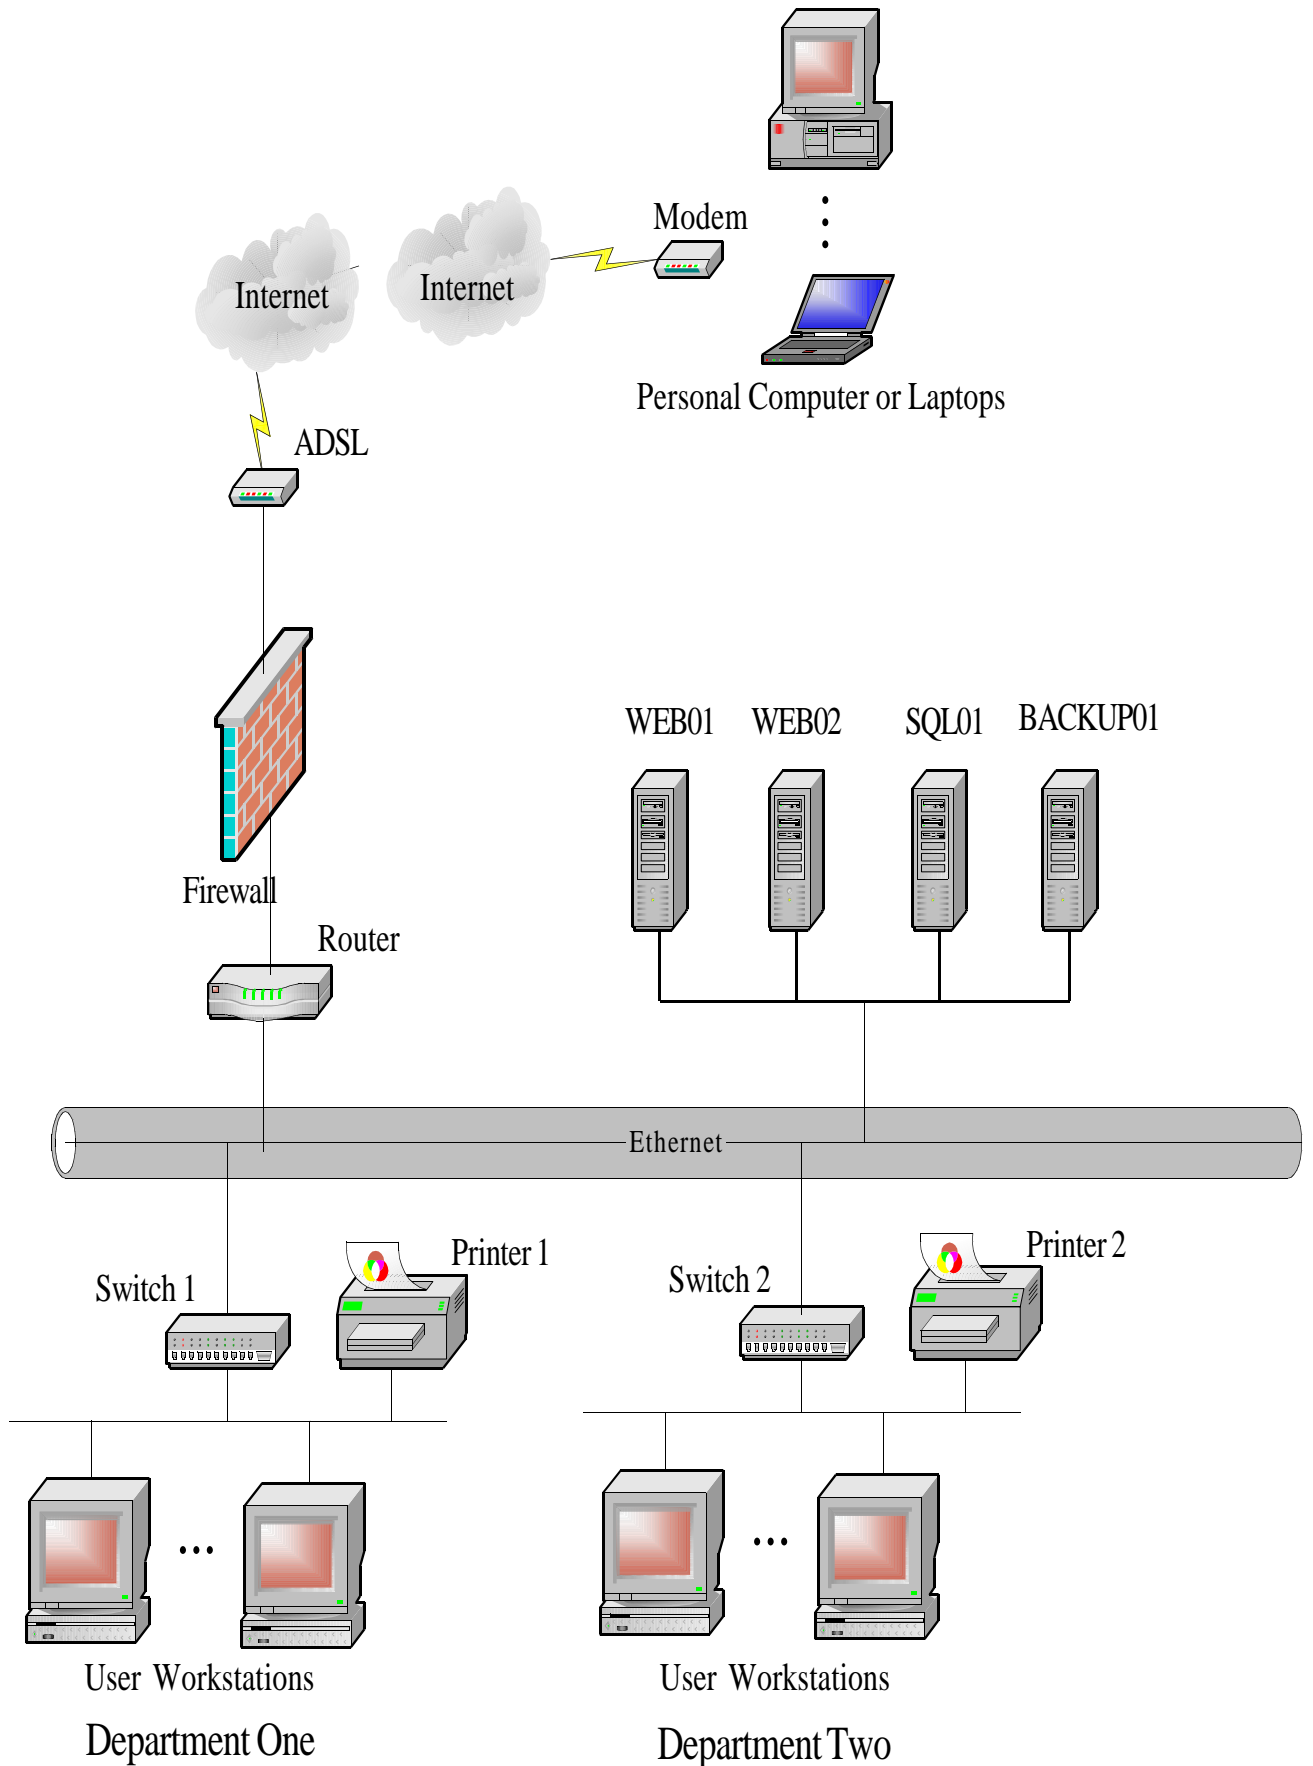 Modem
Internet
Internet
Personal Computer or Laptops
ADSL
WEB01
WEB02
SQL01
BACKUP01
Firewall
Router
Ethernet
Printer 1
Switch 1
Printer 2
Switch 2
User Workstations
User Workstations
Department One
Department Two